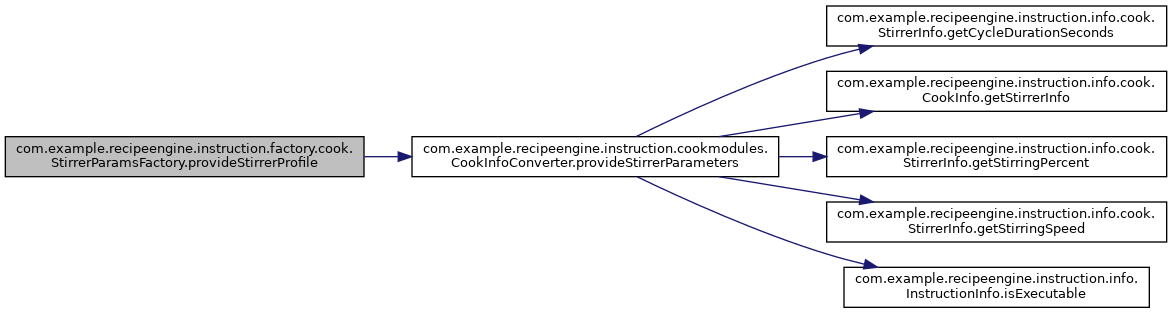 com.example.recipeengine.instruction.factory.cook.
StirrerParamsFactory.provideStirrerProfile
com.example.recipeengine.instruction.cookmodules.
CookInfoConverter.provideStirrerParameters
com.example.recipeengine.instruction.info.cook.
StirrerInfo.getCycleDurationSeconds
com.example.recipeengine.instruction.info.cook.
CookInfo.getStirrerInfo
com.example.recipeengine.instruction.info.cook.
StirrerInfo.getStirringPercent
com.example.recipeengine.instruction.info.cook.
StirrerInfo.getStirringSpeed
com.example.recipeengine.instruction.info.
InstructionInfo.isExecutable